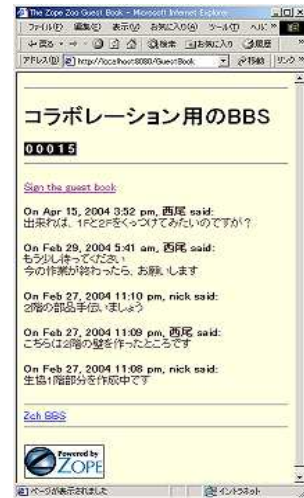 The Zope Zoo Guest Book - Microsoft Internet Explorer
ファイル(F) 編集(E) 表示(V) お気に入り(A) ツール(T) ヘルプ
戻る 検索 お気に入り 履歴
アドレス(D) http://localhost:8080/GuestBook 移動 リンク
コラボレーション用のBBS
00015
Sign the guest book
On Apr 15, 2004 3:52 pm, 西尾 said:
出来れば、1Fと2Fをくっつけてみたいのですが?
On Feb 29, 2004 5:41 am, 西尾 said:
もう少し待ってください
今の作業が終わったら、お願いします
On Feb 27, 2004 11:10 pm, nick said:
2階の部品手伝いましょう
On Feb 27, 2004 11:09 pm, 西尾 said:
こちらは2階の壁を作ったところです
On Feb 27, 2004 11:08 pm, nick said:
生協1階部分を作成中です
Zch BBS
Powered by
ZOPE
ページが表示されました イントラネット